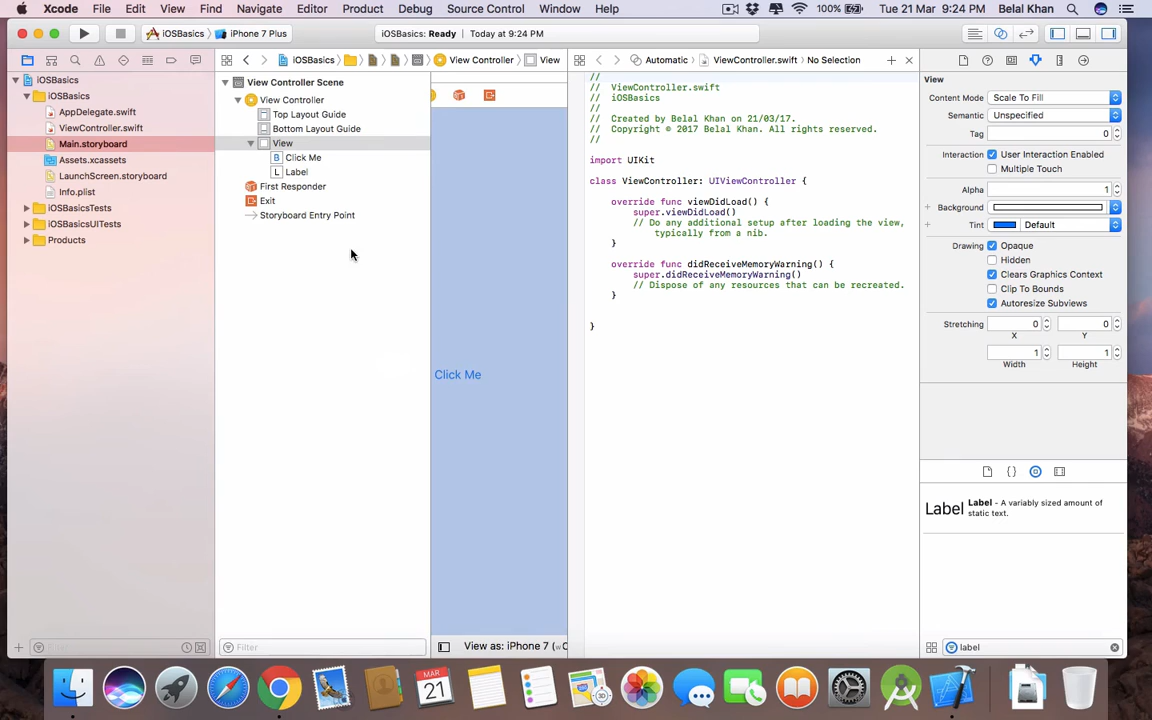 Xcode File Edit View Find Navigate Editor Product Debug Source Control Window Help 100% Tue 21 Mar 9:24 PM Belal Khan
iOSBasics iPhone 7 Plus iOSBasics: Ready Today at 9:24 PM
iOSBasics View Controller View Automatic ViewController.swift No Selection
iOSBasics
iOSBasics
AppDelegate.swift
ViewController.swift
Main.storyboard
Assets.xcassets
LaunchScreen.storyboard
Info.plist
iOSBasicsTests
iOSBasicsUITests
Products
Filter
View Controller Scene
View Controller
Top Layout Guide
Bottom Layout Guide
View
B Click Me
L Label
First Responder
Exit
Storyboard Entry Point
Filter
Click Me
View as: iPhone 7
//
// ViewController.swift
// iOSBasics
//
// Created by Belal Khan on 21/03/17.
// Copyright © 2017 Belal Khan. All rights reserved.
//
import UIKit
class ViewController: UIViewController {
override func viewDidLoad() {
super.viewDidLoad()
// Do any additional setup after loading the view,
typically from a nib.
}
override func didReceiveMemoryWarning() {
super.didReceiveMemoryWarning()
// Dispose of any resources that can be recreated.
}
}
View
Content Mode Scale To Fill
Semantic Unspecified
Tag 0
Interaction User Interaction Enabled
Multiple Touch
Alpha 1
Background
Tint Default
Drawing Opaque
Hidden
Clears Graphics Context
Clip To Bounds
Autoresize Subviews
Stretching 0 0
X Y
1 1
Width Height
{}
Label Label - A variably sized amount of
static text.
label
MAR
21